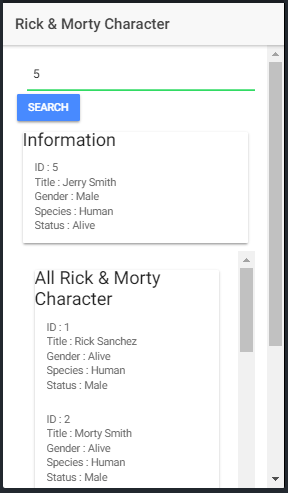 Rick & Morty Character
5
SEARCH
Information
ID : 5
Title : Jerry Smith
Gender : Male
Species : Human
Status : Alive
All Rick & Morty
Character
ID : 1
Title : Rick Sanchez
Gender : Alive
Species : Human
Status : Male
ID : 2
Title : Morty Smith
Gender : Alive
Species : Human
Status : Male